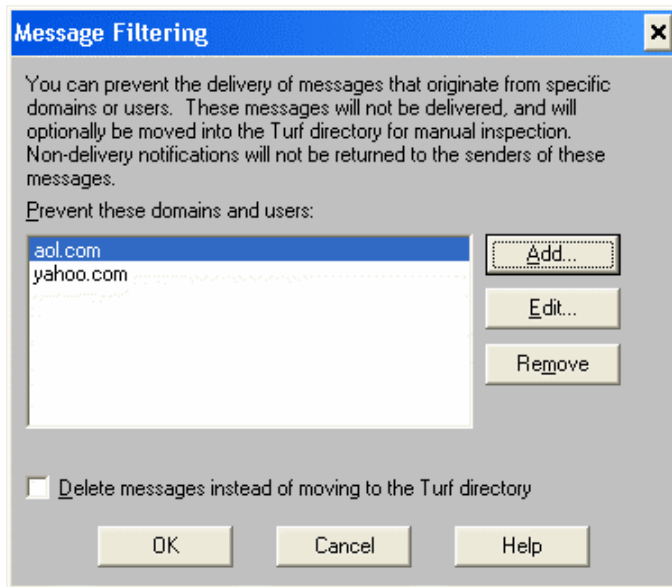 Message Filtering
You can prevent the delivery of messages that originate from specific
domains or users.  These messages will not be delivered, and will
optionally be moved into the Turf directory for manual inspection.
Non-delivery notifications will not be returned to the senders of these
messages.
Prevent these domains and users:
aol.com
yahoo.com
Add...
Edit...
Remove
Delete messages instead of moving to the Turf directory
OK
Cancel
Help